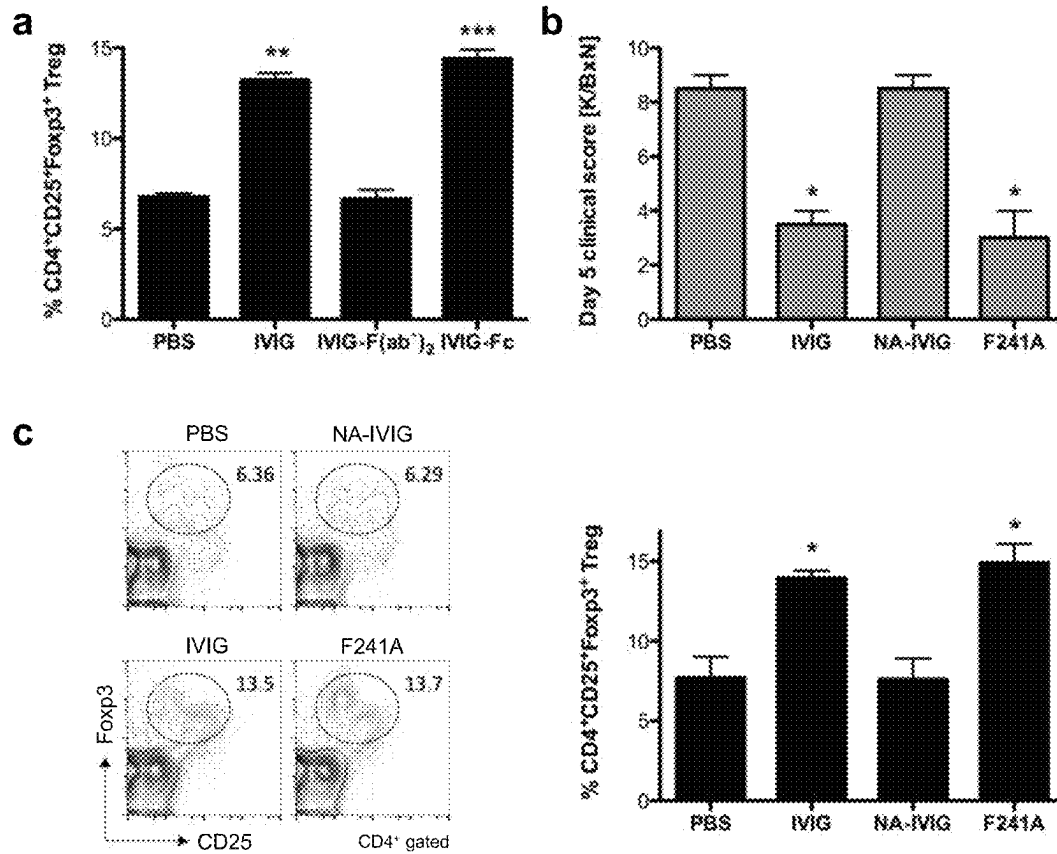 a
% CD4⁺CD25⁺Foxp3⁺ Treg
15
10
5
0
**
***
PBS IVIG IVIG-F(ab`)₂ IVIG-Fc
b
Day 5 clinical score [K/BxN]
10
8
6
4
2
0
*
*
PBS IVIG NA-IVIG F241A
c
PBS NA-IVIG
6.36 6.29
IVIG F241A
13.5 13.7
Foxp3
CD25
CD4⁺ gated
% CD4⁺CD25⁺Foxp3⁺ Treg
15
10
5
0
*
*
PBS IVIG NA-IVIG F241A